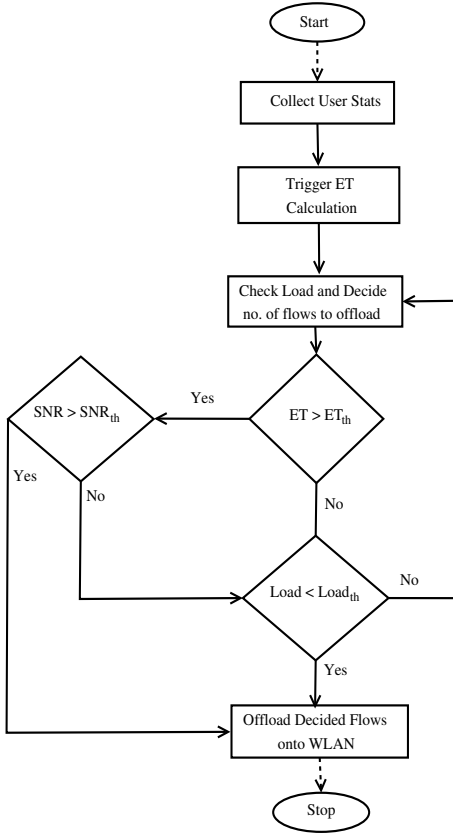 Start
Collect User Stats
Trigger ET
Calculation
Check Load and Decide
no. of flows to offload
ET > ETth
Yes
SNR > SNRth
Yes
No
No
Load < Loadth
No
Yes
Offload Decided Flows
onto WLAN
Stop